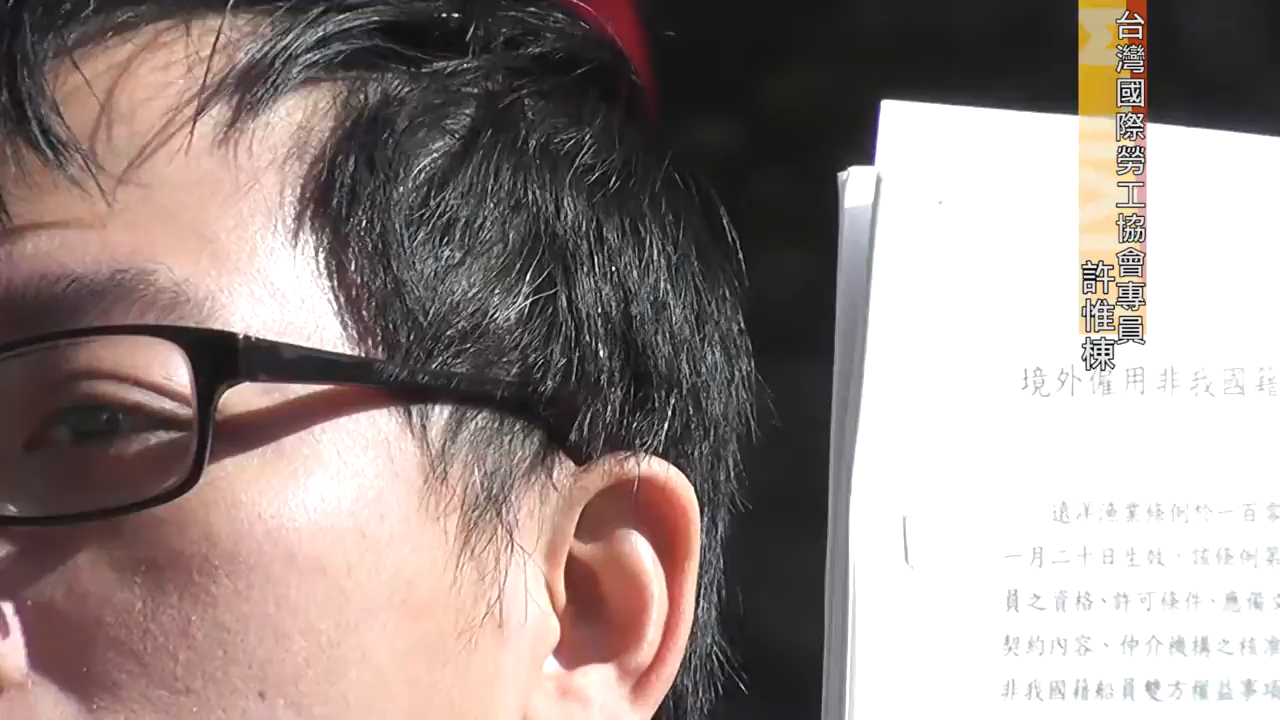 台灣國際勞工協會專員
許惟棟
境外僱用非我國籍
遠洋漁業條例於一百零
一月二十日生效，該條例第
員之資格、許可條件、應備文
契約內容、仲介機構之核准
非我國籍船員雙方權益事項